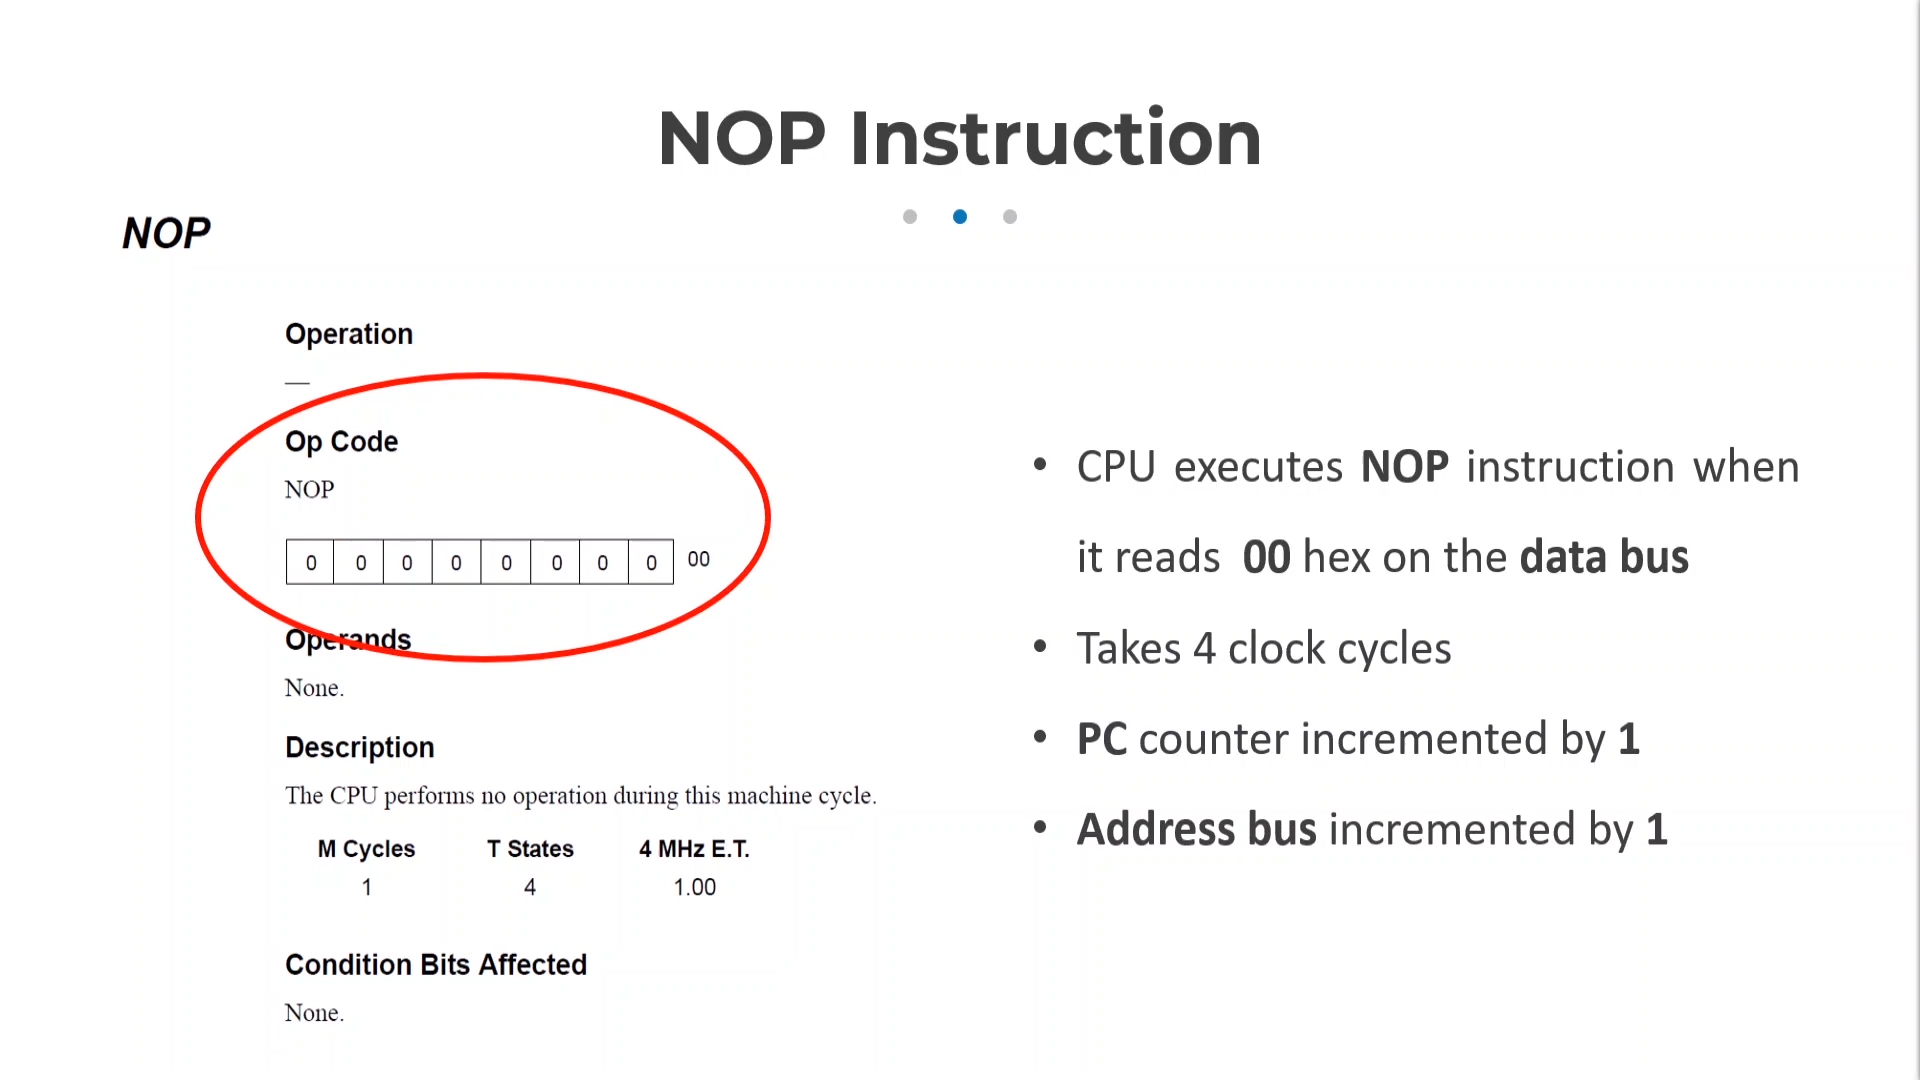 NOP Instruction
NOP
Operation
—
Op Code
NOP
0 0 0 0 0 0 0 0 00
Operands
None.
Description
The CPU performs no operation during this machine cycle.
M Cycles T States 4 MHz E.T.
1 4 1.00
Condition Bits Affected
None.
• CPU executes NOP instruction when
it reads 00 hex on the data bus
• Takes 4 clock cycles
• PC counter incremented by 1
• Address bus incremented by 1